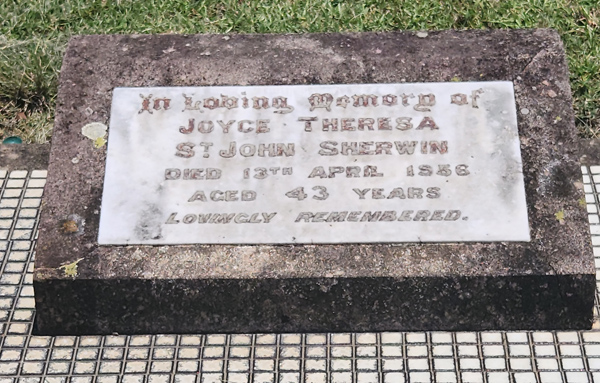 In Loving Memory of
JOYCE THERESA
ST JOHN SHERWIN
DIED 13TH APRIL 1956
AGED 43 YEARS
LOVINGLY REMEMBERED.